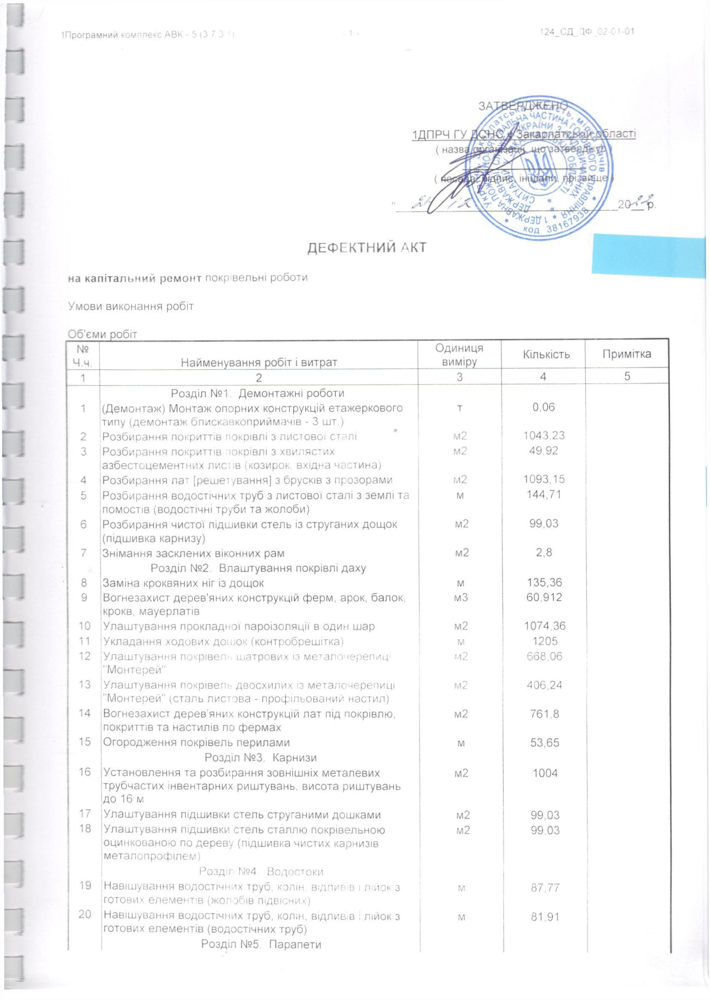 1Програмний комплекс АВК - 5 (3 7 3 1)
- 1 -
124_СД_ДФ_02-01-01
ЗАТВЕРДЖЕНО
1ДПРЧ ГУ ДСНС у Закарпатській області
( назва організації, що затверджує )
( посада, підпис, ініціали, прізвище )
" 21 " 12 2022 р.
код 38167938
ДЕФЕКТНИЙ АКТ
на капітальний ремонт покрівельні роботи
Умови виконання робіт
Об'єми робіт
№ Ч.ч. Найменування робіт і витрат Одиниця виміру Кількість Примітка
1 2 3 4 5
Розділ №1. Демонтажні роботи
1 (Демонтаж) Монтаж опорних конструкцій етажеркового т 0,06
типу (демонтаж блискавкоприймачів - 3 шт.)
2 Розбирання покриттів покрівлі з листової сталі м2 1043,23
3 Розбирання покриттів покрівлі з хвилястих м2 49,92
азбестоцементних листів (козирок, вхідна частина)
4 Розбирання лат [решетування] з брусків з прозорами м2 1093,15
5 Розбирання водостічних труб з листової сталі з землі та м 144,71
помостів (водостічні труби та жолоби)
6 Розбирання чистої підшивки стель із струганих дощок м2 99,03
(підшивка карнизу)
7 Знімання засклених віконних рам м2 2,8
Розділ №2. Влаштування покрівлі даху
8 Заміна кроквяних ніг із дощок м 135,36
9 Вогнезахист дерев'яних конструкцій ферм, арок, балок, м3 60,912
крокв, мауерлатів
10 Улаштування прокладної пароізоляції в один шар м2 1074,36
11 Укладання ходових дошок (контробрешітка) м 1205
12 Улаштування покрівель шатрових із металочерепиці м2 668,06
"Монтерей"
13 Улаштування покрівель двосхилих із металочерепиці м2 406,24
"Монтерей" (сталь листова - профільований настил)
14 Вогнезахист дерев'яних конструкцій лат під покрівлю, м2 761,8
покриттів та настилів по фермах
15 Огородження покрівель перилами м 53,65
Розділ №3. Карнизи
16 Установлення та розбирання зовнішніх металевих м2 1004
трубчастих інвентарних риштувань, висота риштувань
до 16 м
17 Улаштування підшивки стель струганими дошками м2 99,03
18 Улаштування підшивки стель сталлю покрівельною м2 99,03
оцинкованою по дереву (підшивка чистих карнизів
металопрофілем)
Розділ №4. Водостоки
19 Навішування водостічних труб, колін, відливів і лійок з м 87,77
готових елементів (жолобів підвісних)
20 Навішування водостічних труб, колін, відливів і лійок з м 81,91
готових елементів (водостічних труб)
Розділ №5. Парапети